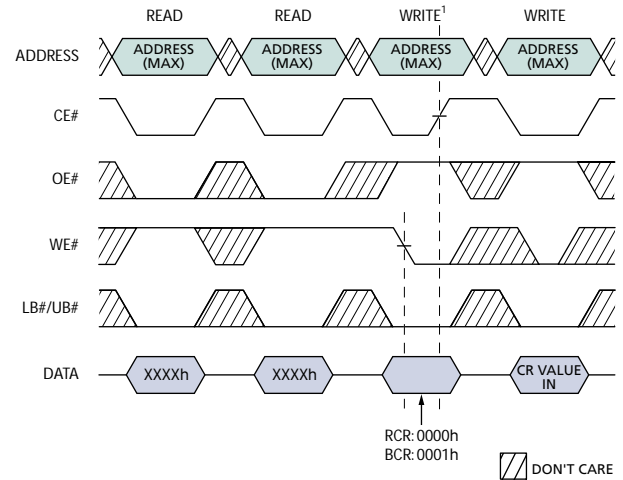 READ READ WRITE¹ WRITE
ADDRESS ADDRESS ADDRESS ADDRESS ADDRESS
(MAX) (MAX) (MAX) (MAX)
CE#
OE#
WE#
LB#/UB#
DATA XXXXh XXXXh CR VALUE
IN
RCR: 0000h
BCR: 0001h
DON'T CARE